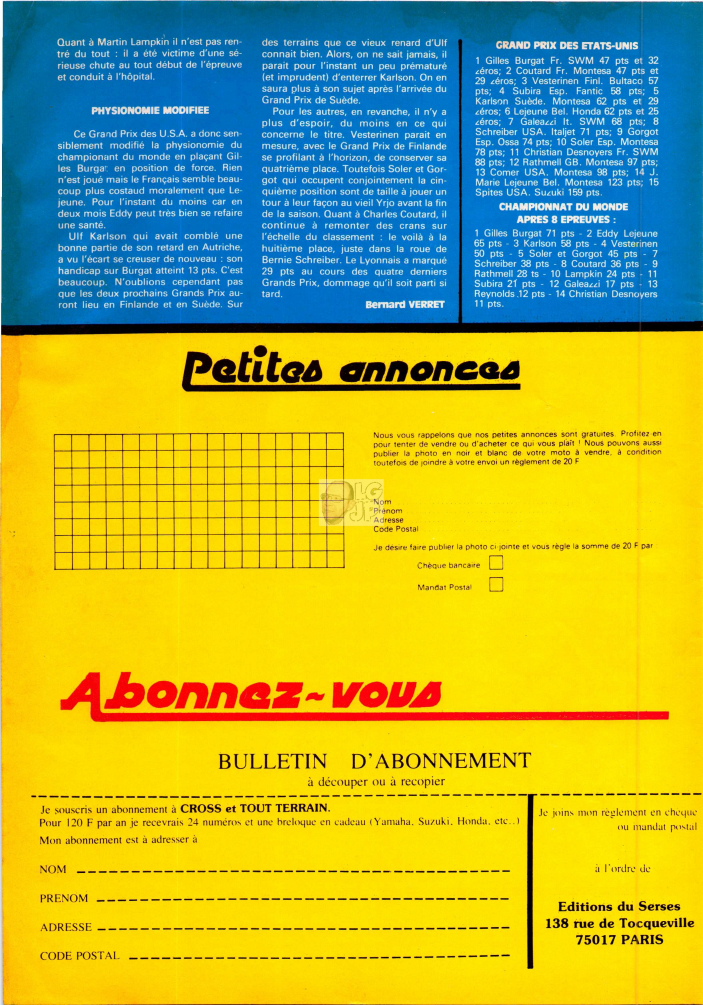 Quant à Martin Lampkin il n'est pas ren-
tré du tout : il a été victime d'une sé-
rieuse chute au tout début de l'épreuve
et conduit à l'hôpital.
PHYSIONOMIE MODIFIEE
Ce Grand Prix des U.S.A. a donc sen-
siblement modifié la physionomie du
championant du monde en plaçant Gil-
les Burgat en position de force. Rien
n'est joué mais le Français semble beau-
coup plus costaud moralement que Le-
jeune. Pour l'instant du moins car en
deux mois Eddy peut très bien se refaire
une santé.
Ulf Karlson qui avait comblé une
bonne partie de son retard en Autriche,
a vu l'écart se creuser de nouveau : son
handicap sur Burgat atteint 13 pts. C'est
beaucoup. N'oublions cependant pas
que les deux prochains Grands Prix au-
ront lieu en Finlande et en Suède. Sur
des terrains que ce vieux renard d'Ulf
connait bien. Alors, on ne sait jamais, il
parait pour l'instant un peu prématuré
(et imprudent) d'enterrer Karlson. On en
saura plus à son sujet après l'arrivée du
Grand Prix de Suède.
Pour les autres, en revanche, il n'y a
plus d'espoir, du moins en ce qui
concerne le titre. Vesterinen parait en
mesure, avec le Grand Prix de Finlande
se profilant à l'horizon, de conserver sa
quatrième place. Toutefois Soler et Gor-
got qui occupent conjointement la cin-
quième position sont de taille à jouer un
tour à leur façon au vieil Yrjo avant la fin
de la saison. Quant à Charles Coutard, il
continue à remonter des crans sur
l'échelle du classement : le voilà à la
huitième place, juste dans la roue de
Bernie Schreiber. Le Lyonnais a marqué
29 pts au cours des quatre derniers
Grands Prix, dommage qu'il soit parti si
tard.
Bernard VERRET
GRAND PRIX DES ETATS-UNIS
1 Gilles Burgat Fr. SWM 47 pts et 32
zéros; 2 Coutard Fr. Montesa 47 pts et
29 zéros; 3 Vesterinen Finl. Bultaco 57
pts; 4 Subira Esp. Fantic 58 pts; 5
Karlson Suède. Montesa 62 pts et 29
zéros; 6 Lejeune Bel. Honda 62 pts et 25
zéros; 7 Galeazzi It. SWM 68 pts; 8
Schreiber USA. Italjet 71 pts; 9 Gorgot
Esp. Ossa 74 pts; 10 Soler Esp. Montesa
78 pts; 11 Christian Desnoyers Fr. SWM
88 pts; 12 Rathmell GB. Montesa 97 pts;
13 Comer USA. Montesa 98 pts; 14 J.
Marie Lejeune Bel. Montesa 123 pts; 15
Spites USA. Suzuki 159 pts.
CHAMPIONNAT DU MONDE
APRES 8 EPREUVES :
1 Gilles Burgat 71 pts - 2 Eddy Lejeune
65 pts - 3 Karlson 58 pts - 4 Vesterinen
50 pts - 5 Soler et Gorgot 45 pts - 7
Schreiber 38 pts - 8 Coutard 36 pts - 9
Rathmell 28 ts - 10 Lampkin 24 pts - 11
Subira 21 pts - 12 Galeazzi 17 pts - 13
Reynolds .12 pts - 14 Christian Desnoyers
11 pts.
Petites annonces
Nous vous rappelons que nos petites annonces sont gratuites. Profitez-en
pour tenter de vendre ou d'acheter ce qui vous plaît ! Nous pouvons aussi
publier la photo en noir et blanc de votre moto à vendre, à condition
toutefois de joindre à votre envoi un règlement de 20 F
LG
JP
Nom
Prénom
Adresse
Code Postal
Je désire faire publier la photo ci-jointe et vous règle la somme de 20 F par
Chèque bancaire
Mandat Postal
Abonnez-vous
BULLETIN D'ABONNEMENT
à découper ou à recopier
Je souscris un abonnement à CROSS et TOUT TERRAIN.
Pour 120 F par an je recevrais 24 numéros et une breloque en cadeau (Yamaha, Suzuki, Honda, etc..)
Mon abonnement est à adresser à
NOM
PRENOM
ADRESSE
CODE POSTAL
Je joins mon règlement en chèque
ou mandat postal
à l'ordre de
Editions du Serses
138 rue de Tocqueville
75017 PARIS